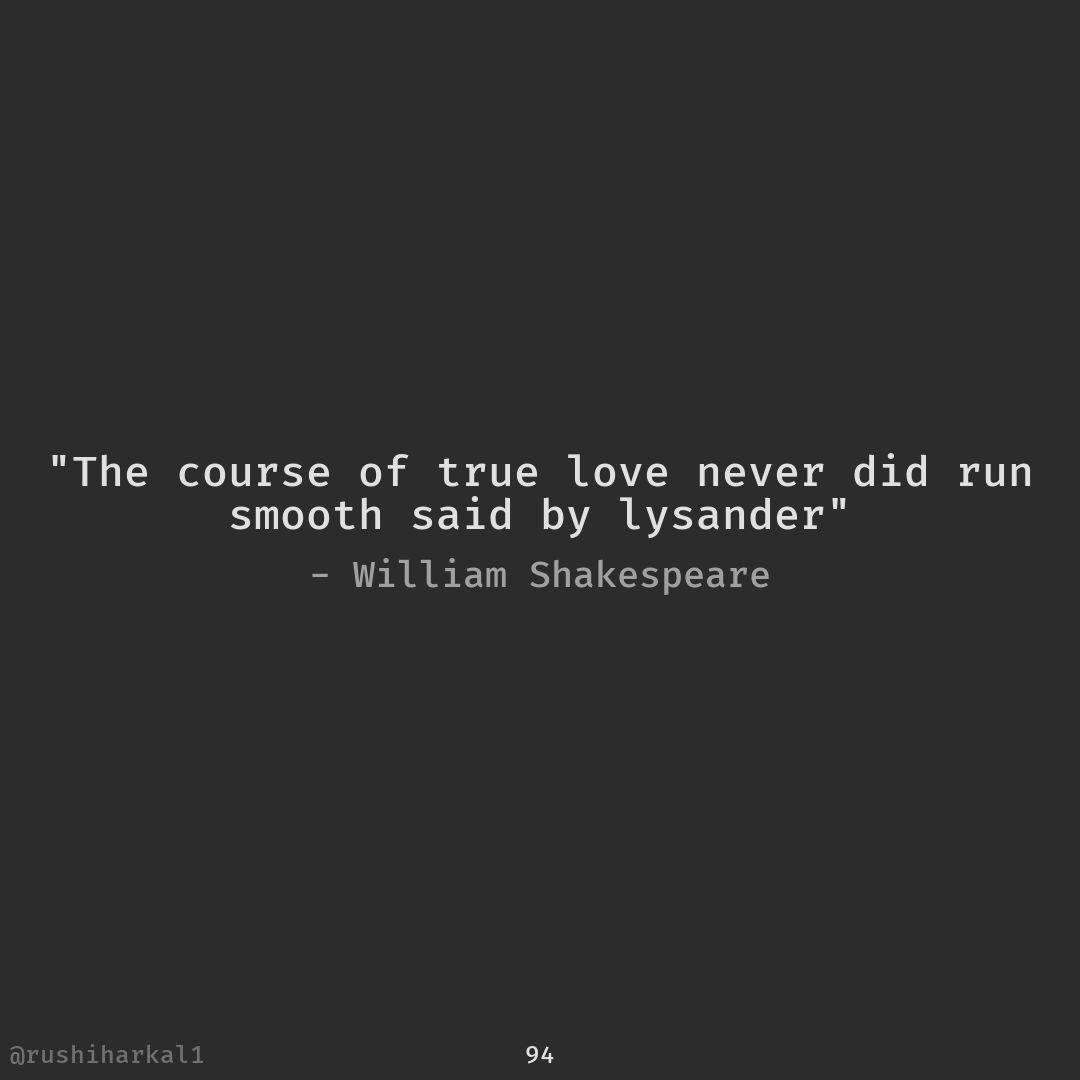 "The course of true love never did run
smooth said by lysander"
– William Shakespeare
@rushiharkal1
94